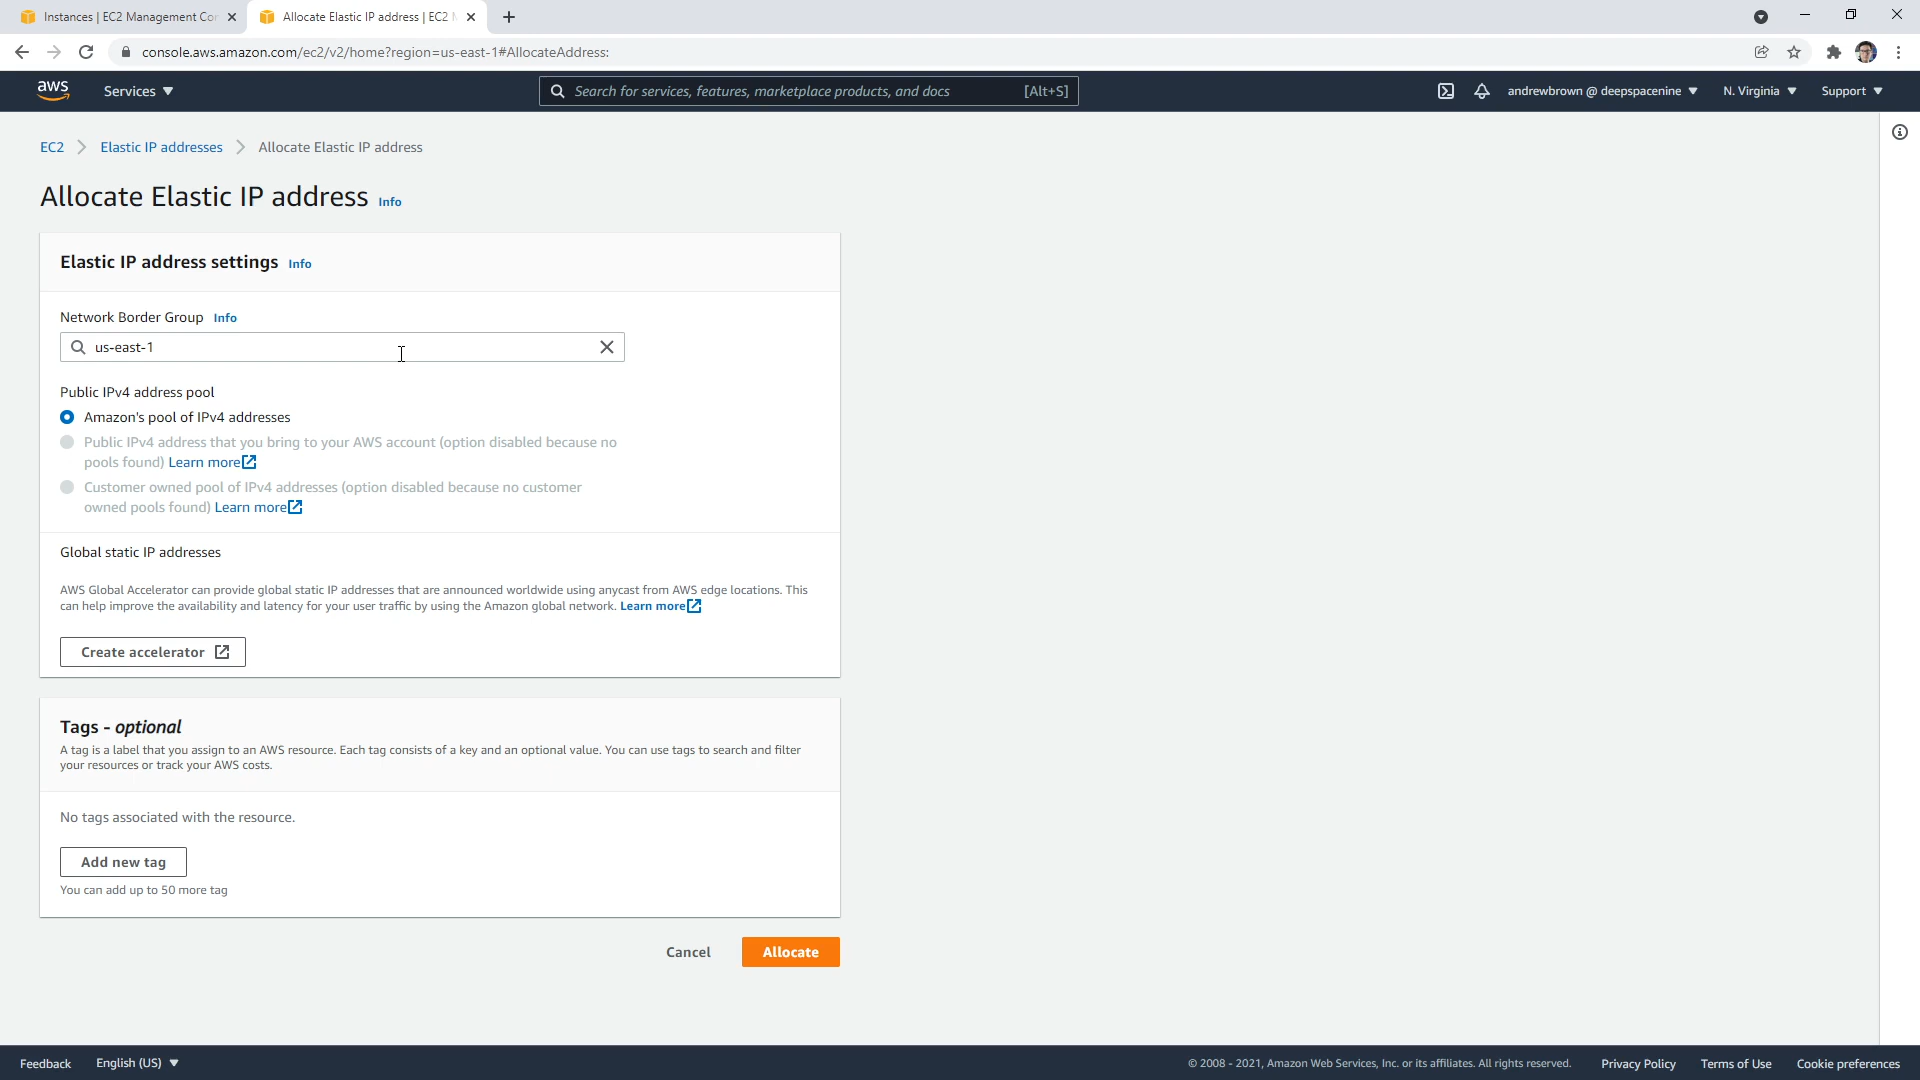 Instances | EC2 Management Con
Allocate Elastic IP address | EC2 M
console.aws.amazon.com/ec2/v2/home?region=us-east-1#AllocateAddress:
aws
Services
Search for services, features, marketplace products, and docs
[Alt+S]
andrewbrown @ deepspacenine
N. Virginia
Support
EC2
Elastic IP addresses
Allocate Elastic IP address
Allocate Elastic IP address Info
Elastic IP address settings Info
Network Border Group Info
us-east-1
Public IPv4 address pool
Amazon's pool of IPv4 addresses
Public IPv4 address that you bring to your AWS account (option disabled because no
pools found) Learn more
Customer owned pool of IPv4 addresses (option disabled because no customer
owned pools found) Learn more
Global static IP addresses
AWS Global Accelerator can provide global static IP addresses that are announced worldwide using anycast from AWS edge locations. This
can help improve the availability and latency for your user traffic by using the Amazon global network. Learn more
Create accelerator
Tags - optional
A tag is a label that you assign to an AWS resource. Each tag consists of a key and an optional value. You can use tags to search and filter
your resources or track your AWS costs.
No tags associated with the resource.
Add new tag
You can add up to 50 more tag
Cancel
Allocate
Feedback
English (US)
© 2008 - 2021, Amazon Web Services, Inc. or its affiliates. All rights reserved.
Privacy Policy
Terms of Use
Cookie preferences